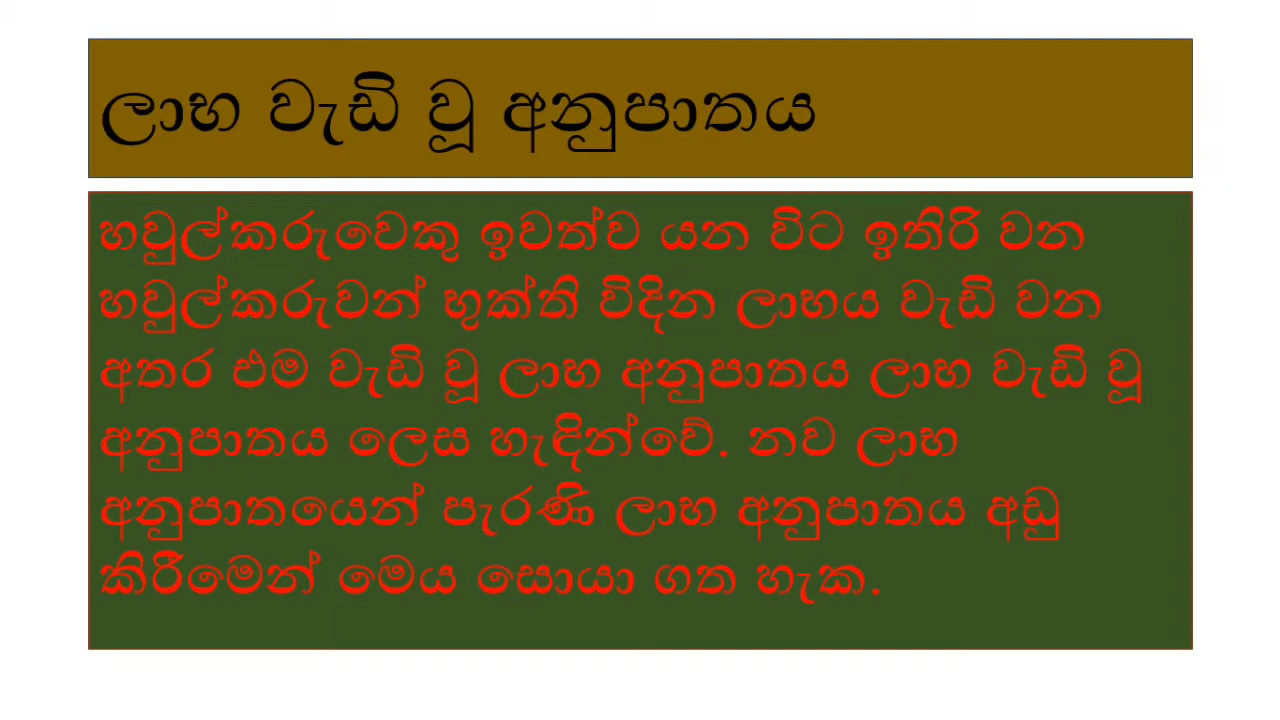 ලාභ වැඩි වූ අනුපාතය
හවුල්කරුවෙකු ඉවත්ව යන විට ඉතිරි වන
හවුල්කරුවන් භුක්ති විදින ලාභය වැඩි වන
අතර එම වැඩි වූ ලාභ අනුපාතය ලාභ වැඩි වූ
අනුපාතය ලෙස හැඳින්වේ. නව ලාභ
අනුපාතයෙන් පැරණි ලාභ අනුපාතය අඩු
කිරීමෙන් මෙය සොයා ගත හැක.